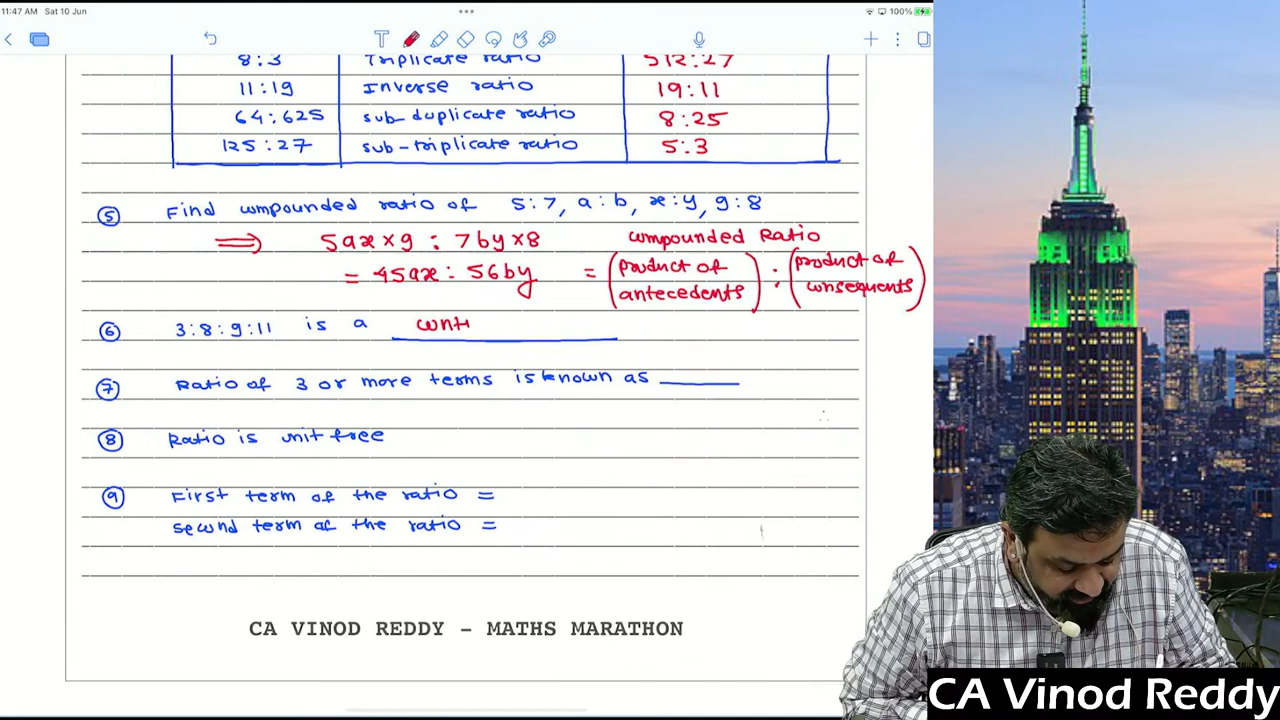 11:47 AM Sat 10 Jun
100%
8:3 Triplicate ratio 512:27
11:19 Inverse ratio 19:11
64:625 sub-duplicate ratio 8:25
125:27 sub-triplicate ratio 5:3
⑤ Find compounded ratio of 5:7, a:b, x:y, 9:8
⟹ 5ax×9 : 7by×8
= 45ax : 56by
compounded Ratio
= (product of antecedents) : (product of consequents)
⑥ 3:8:9:11 is a conti
⑦ Ratio of 3 or more terms is known as ______
⑧ Ratio is unit free
⑨ First term of the ratio =
second term of the ratio =
CA VINOD REDDY - MATHS MARATHON
CA Vinod Reddy